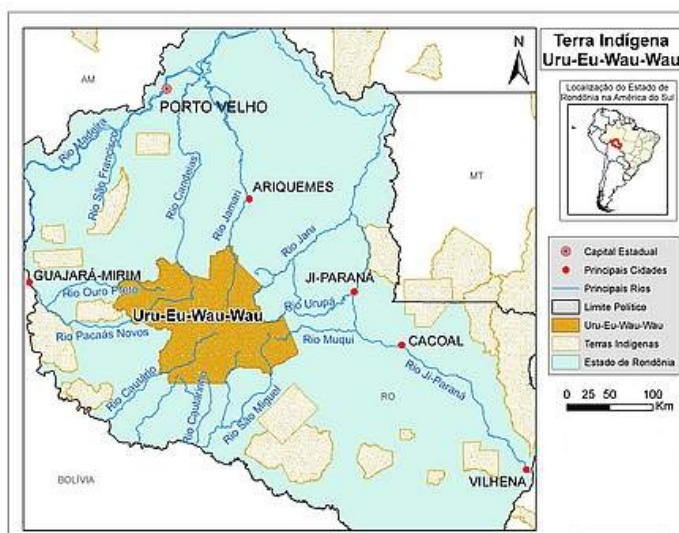 Terra Indígena
Uru-Eu-Wau-Wau
Localização do Estado de
Rondônia na América do Sul
Capital Estadual
Principais Cidades
Principais Rios
Limite Político
Uru-Eu-Wau-Wau
Terras Indígenas
Estado de Rondônia
0 25 50 100
Km
N
AM
PORTO VELHO
Rio Madeira
Rio São Francisco
Rio Candeias
Rio Jamari
ARIQUEMES
MT
Rio Jaru
GUAJARÁ-MIRIM
Rio Ouro Preto
JI-PARANÁ
Rio Urupá
Uru-Eu-Wau-Wau
Rio Pacaás Novos
Rio Muqui
CACOAL
Rio Ji-Paraná
Rio Cautário
Rio Cautarinho
Rio São Miguel
RO
BOLÍVIA
VILHENA